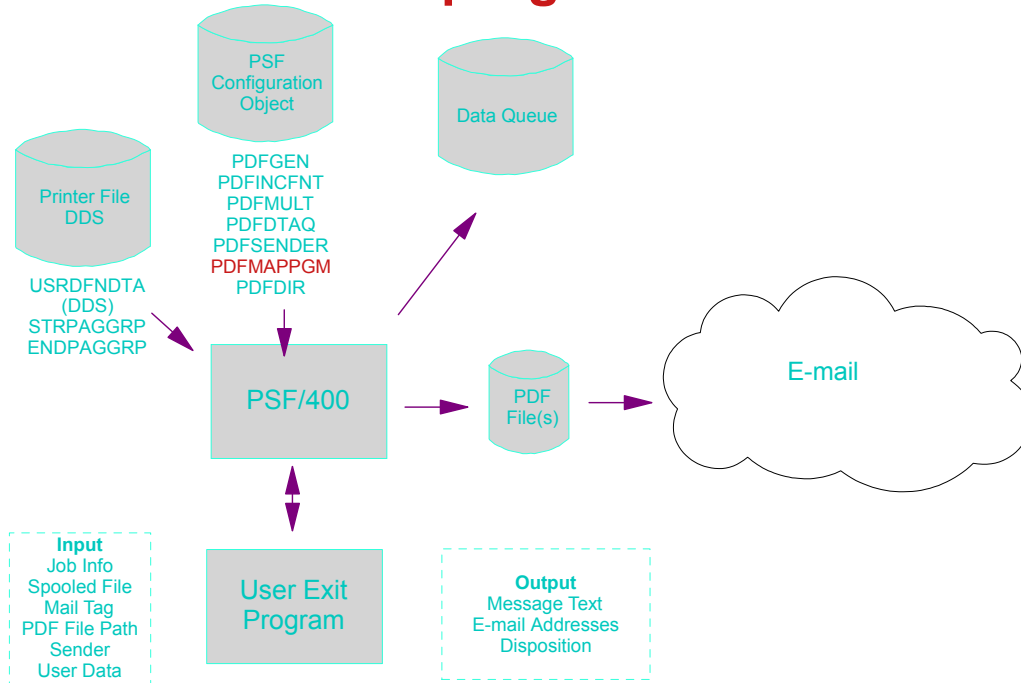 PSF
Configuration
Object
Data Queue
Printer File
DDS
PDFGEN
PDFINCFNT
PDFMULT
PDFDTAQ
PDFSENDER
PDFMAPPGM
PDFDIR
USRDFNDTA
(DDS)
STRPAGGRP
ENDPAGGRP
PSF/400
PDF
File(s)
E-mail
Input
Job Info
Spooled File
Mail Tag
PDF File Path
Sender
User Data
User Exit
Program
Output
Message Text
E-mail Addresses
Disposition